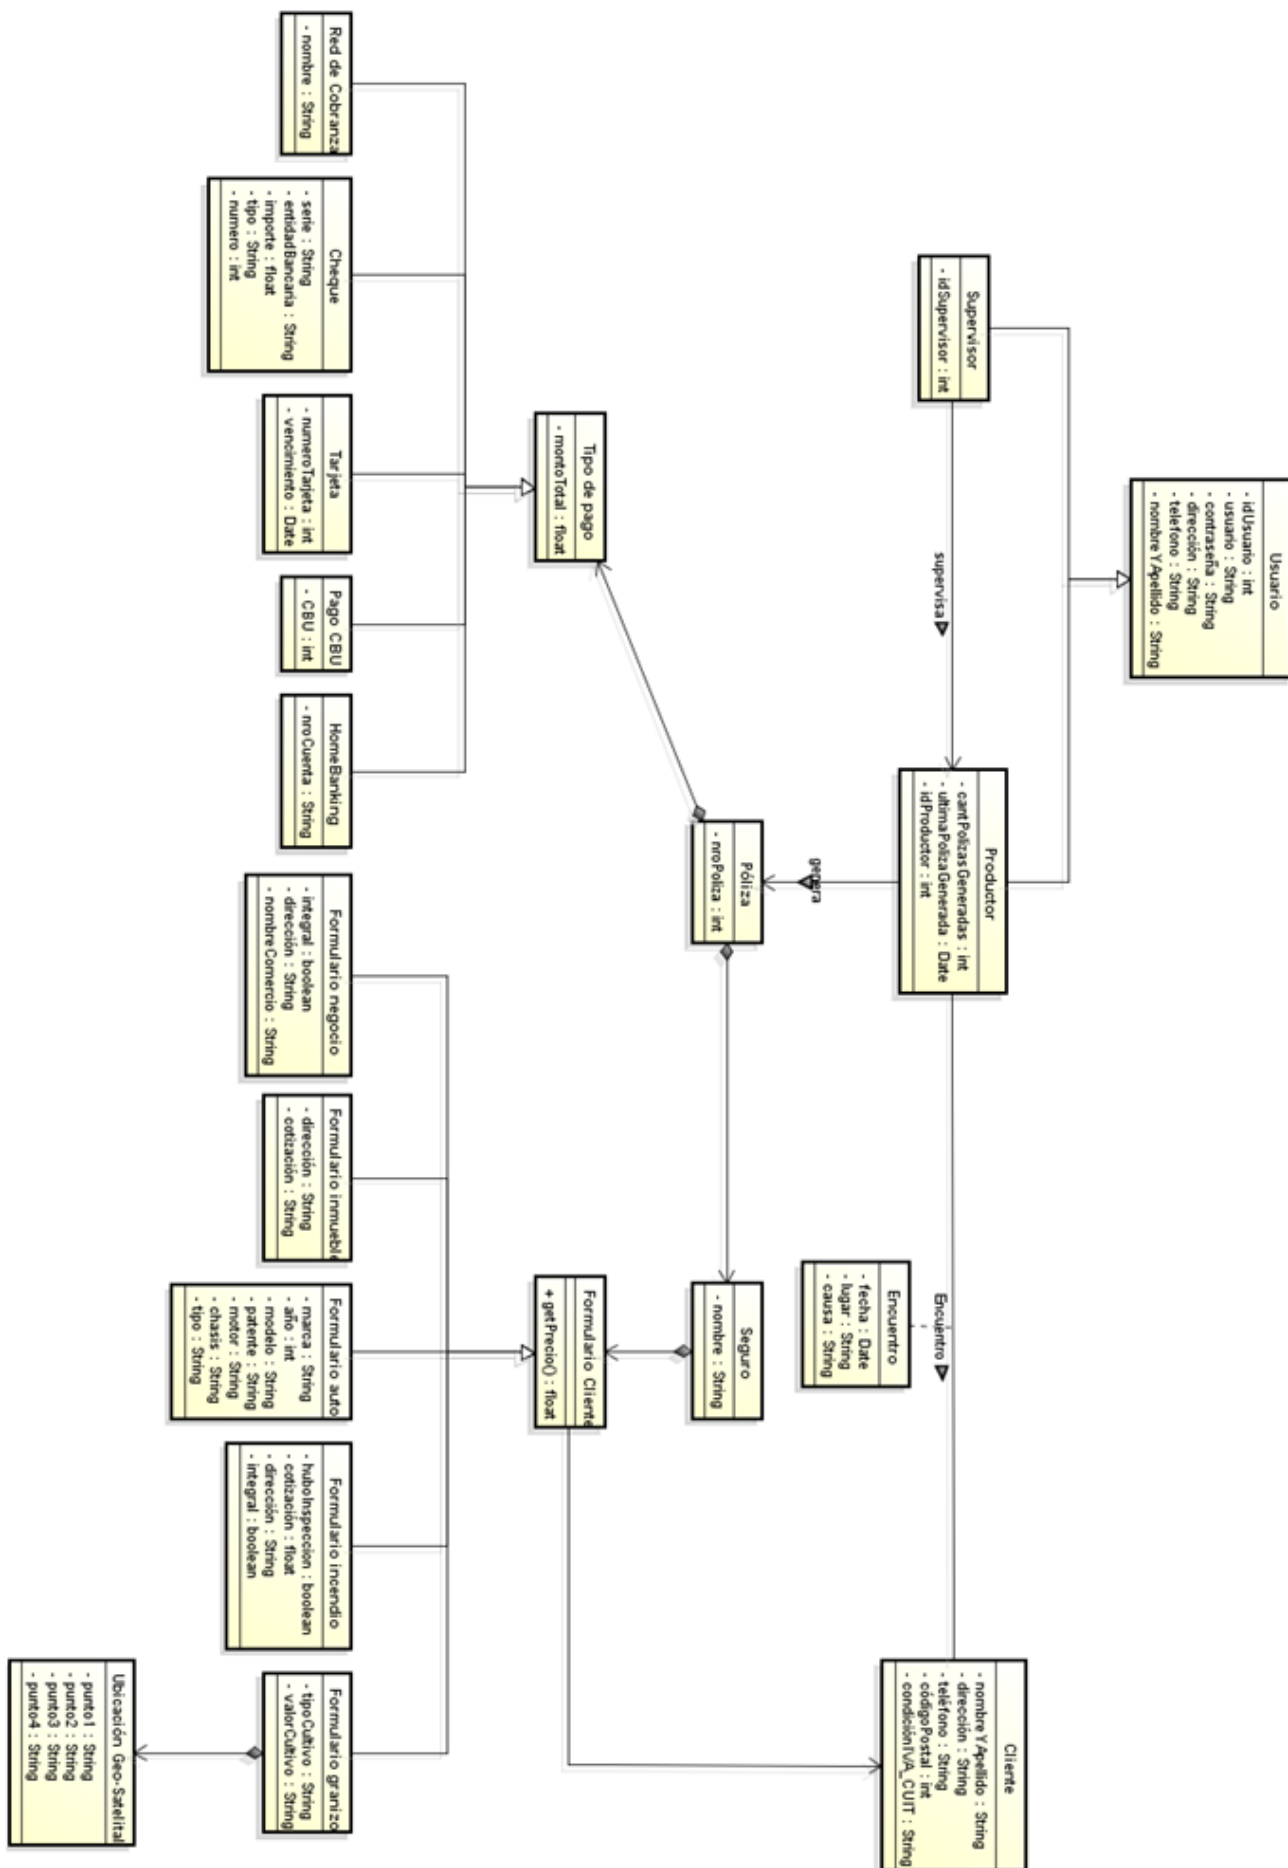 Usuario
- idUsuario : int
- usuario : String
- contraseña : String
- dirección : String
- telefono : String
- nombreYApellido : String
Supervisor
- idSupervisor : int
supervisa
Productor
- cantPolizasGeneradas : int
- ultimaPolizaGenerada : Date
- idProductor : int
Encuentro
Encuentro
- fecha : Date
- lugar : String
- causa : String
Cliente
- nombreYApellido : String
- dirección : String
- teléfono : String
- códigoPostal : int
- condiciónIVA_CUIT : String
genera
Póliza
- nroPoliza : int
Seguro
- nombre : String
Tipo de pago
- montoTotal : float
Formulario Cliente
+ getPrecio() : float
Red de Cobranza
- nombre : String
Cheque
- serie : String
- entidadBancaria : String
- importe : float
- tipo : String
- numero : int
Tarjeta
- numeroTarjeta : int
- vencimiento : Date
Pago CBU
- CBU : int
HomeBanking
- nroCuenta : String
Formulario negocio
- integral : boolean
- dirección : String
- nombreComercio : String
Formulario inmueble
- dirección : String
- cotización : String
Formulario auto
- marca : String
- año : int
- modelo : String
- patente : String
- motor : String
- chasis : String
- tipo : String
Formulario incendio
- huboInspeccion : boolean
- cotización : float
- dirección : String
- integral : boolean
Formulario granizo
- tipoCultivo : String
- valorCultivo : String
Ubicación Geo-Satelital
- punto1 : String
- punto2 : String
- punto3 : String
- punto4 : String